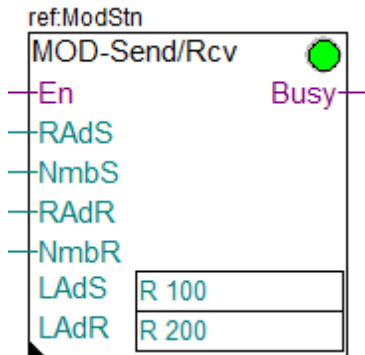 ref:ModStn
MOD-Send/Rcv
En Busy
RAdS
NmbS
RAdR
NmbR
LAdS R 100
LAdR R 200